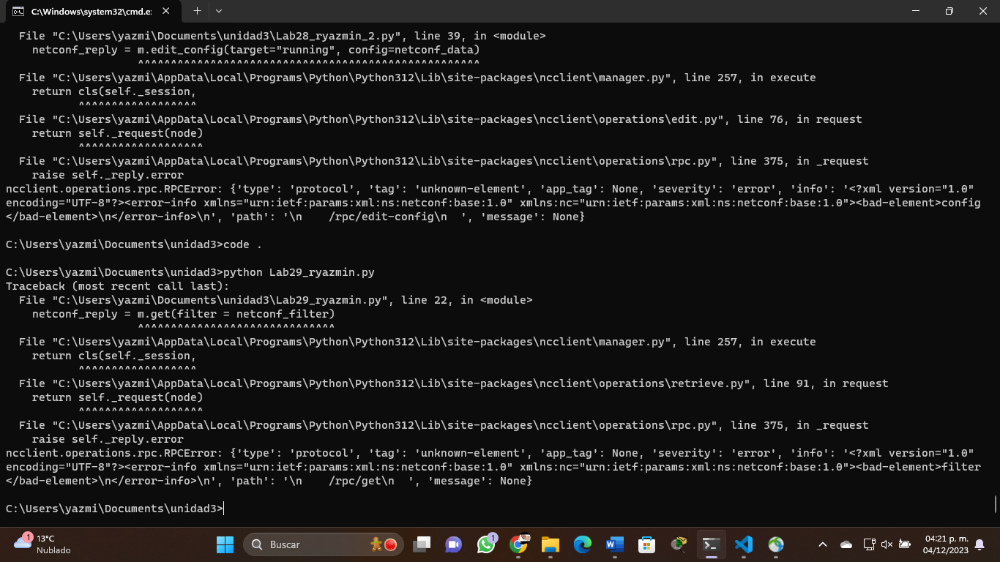 C:\Windows\system32\cmd.e:
File "C:\Users\yazmi\Documents\unidad3\Lab28_ryazmin_2.py", line 39, in <module>
netconf_reply = m.edit_config(target="running", config=netconf_data)
^^^^^^^^^^^^^^^^^^^^^^^^^^^^^^^^^^^^^^^^^^^^^^^^^^^^
File "C:\Users\yazmi\AppData\Local\Programs\Python\Python312\Lib\site-packages\ncclient\manager.py", line 257, in execute
return cls(self._session,
^^^^^^^^^^^^^^^^^^
File "C:\Users\yazmi\AppData\Local\Programs\Python\Python312\Lib\site-packages\ncclient\operations\edit.py", line 76, in request
return self._request(node)
^^^^^^^^^^^^^^^^^^^
File "C:\Users\yazmi\AppData\Local\Programs\Python\Python312\Lib\site-packages\ncclient\operations\rpc.py", line 375, in _request
raise self._reply.error
ncclient.operations.rpc.RPCError: {'type': 'protocol', 'tag': 'unknown-element', 'app_tag': None, 'severity': 'error', 'info': '<?xml version="1.0"
encoding="UTF-8"?><error-info xmlns="urn:ietf:params:xml:ns:netconf:base:1.0" xmlns:nc="urn:ietf:params:xml:ns:netconf:base:1.0"><bad-element>config
</bad-element>\n</error-info>\n', 'path': '\n    /rpc/edit-config\n  ', 'message': None}
C:\Users\yazmi\Documents\unidad3>code .
C:\Users\yazmi\Documents\unidad3>python Lab29_ryazmin.py
Traceback (most recent call last):
File "C:\Users\yazmi\Documents\unidad3\Lab29_ryazmin.py", line 22, in <module>
netconf_reply = m.get(filter = netconf_filter)
^^^^^^^^^^^^^^^^^^^^^^^^^^^^^^
File "C:\Users\yazmi\AppData\Local\Programs\Python\Python312\Lib\site-packages\ncclient\manager.py", line 257, in execute
return cls(self._session,
^^^^^^^^^^^^^^^^^^
File "C:\Users\yazmi\AppData\Local\Programs\Python\Python312\Lib\site-packages\ncclient\operations\retrieve.py", line 91, in request
return self._request(node)
^^^^^^^^^^^^^^^^^^^
File "C:\Users\yazmi\AppData\Local\Programs\Python\Python312\Lib\site-packages\ncclient\operations\rpc.py", line 375, in _request
raise self._reply.error
ncclient.operations.rpc.RPCError: {'type': 'protocol', 'tag': 'unknown-element', 'app_tag': None, 'severity': 'error', 'info': '<?xml version="1.0"
encoding="UTF-8"?><error-info xmlns="urn:ietf:params:xml:ns:netconf:base:1.0" xmlns:nc="urn:ietf:params:xml:ns:netconf:base:1.0"><bad-element>filter
</bad-element>\n</error-info>\n', 'path': '\n    /rpc/get\n  ', 'message': None}
C:\Users\yazmi\Documents\unidad3>
1
13°C
Nublado
Buscar
1
04:21 p. m.
04/12/2023